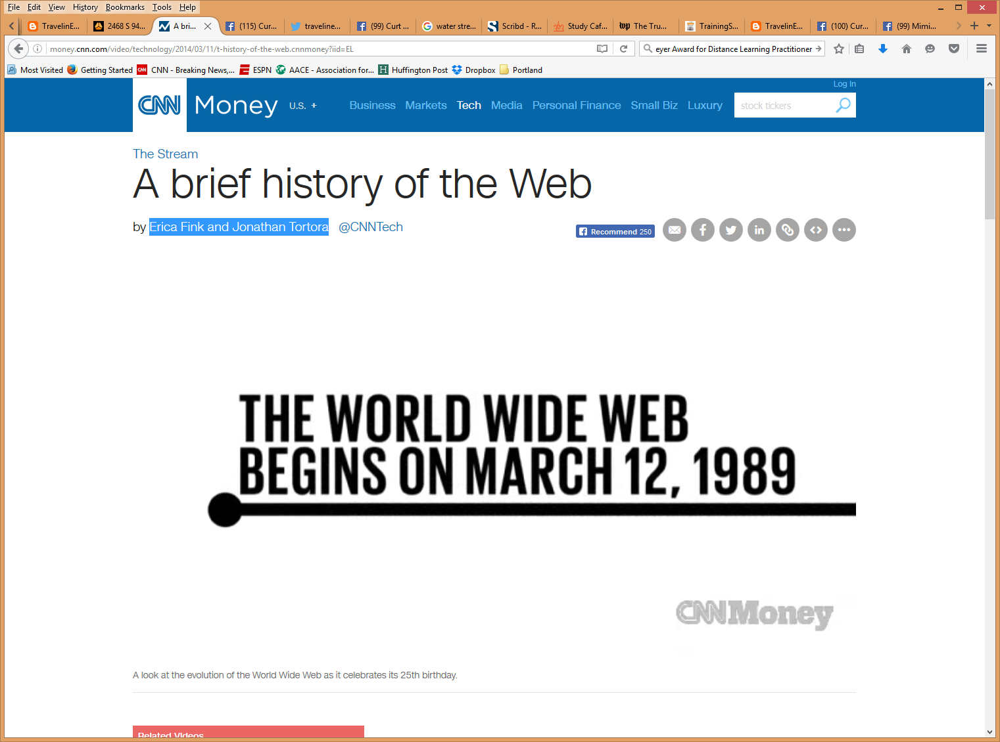 File Edit View History Bookmarks Tools Help
TravelinE... 2468 S 94... A bri... (115) Cur... traveline... (99) Curt ... water stre... Scribd - R... Study Caf... wp The Tru... TrainingS... TravelinE... (100) Cur... (99) Mimi...
money.cnn.com/video/technology/2014/03/11/t-history-of-the-web.cnnmoney?iid=EL eyer Award for Distance Learning Practitioner
Most Visited Getting Started CNN CNN - Breaking News,... ESPN AACE - Association for... H Huffington Post Dropbox Portland
Log In
CNN Money U.S. + Business Markets Tech Media Personal Finance Small Biz Luxury stock tickers
The Stream
A brief history of the Web
by Erica Fink and Jonathan Tortora @CNNTech
Recommend 250
THE WORLD WIDE WEB
BEGINS ON MARCH 12, 1989
CNNMoney
A look at the evolution of the World Wide Web as it celebrates its 25th birthday.
Related Videos